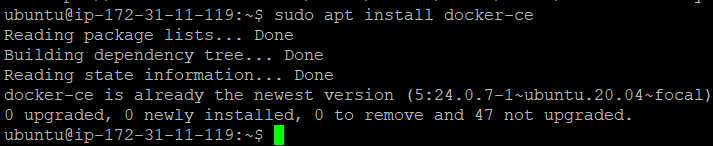 ubuntu@ip-172-31-11-119:~$ sudo apt install docker-ce
Reading package lists... Done
Building dependency tree... Done
Reading state information... Done
docker-ce is already the newest version (5:24.0.7-1~ubuntu.20.04~focal)
0 upgraded, 0 newly installed, 0 to remove and 47 not upgraded.
ubuntu@ip-172-31-11-119:~$